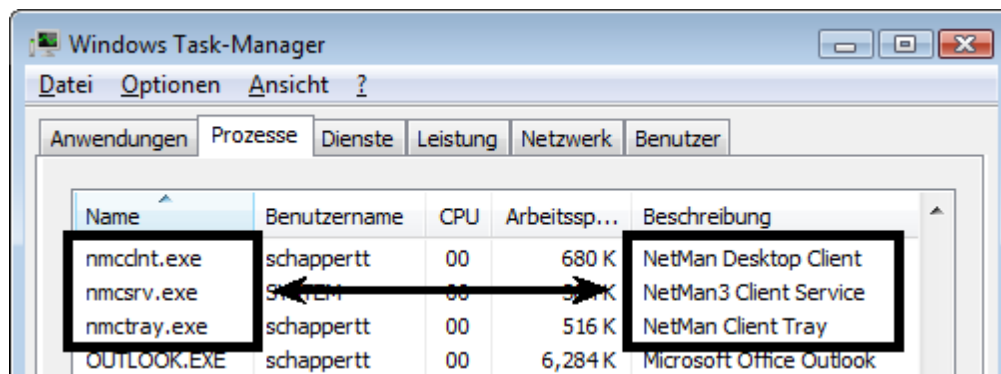 Windows Task-Manager
Datei Optionen Ansicht ?
Anwendungen Prozesse Dienste Leistung Netzwerk Benutzer
Name Benutzername CPU Arbeitssp... Beschreibung
nmcclnt.exe schappertt 00 680 K NetMan Desktop Client
nmcsrv.exe K NetMan3 Client Service
nmctray.exe schappertt 00 516 K NetMan Client Tray
OUTLOOK.EXE schappertt 00 6,284 K Microsoft Office Outlook